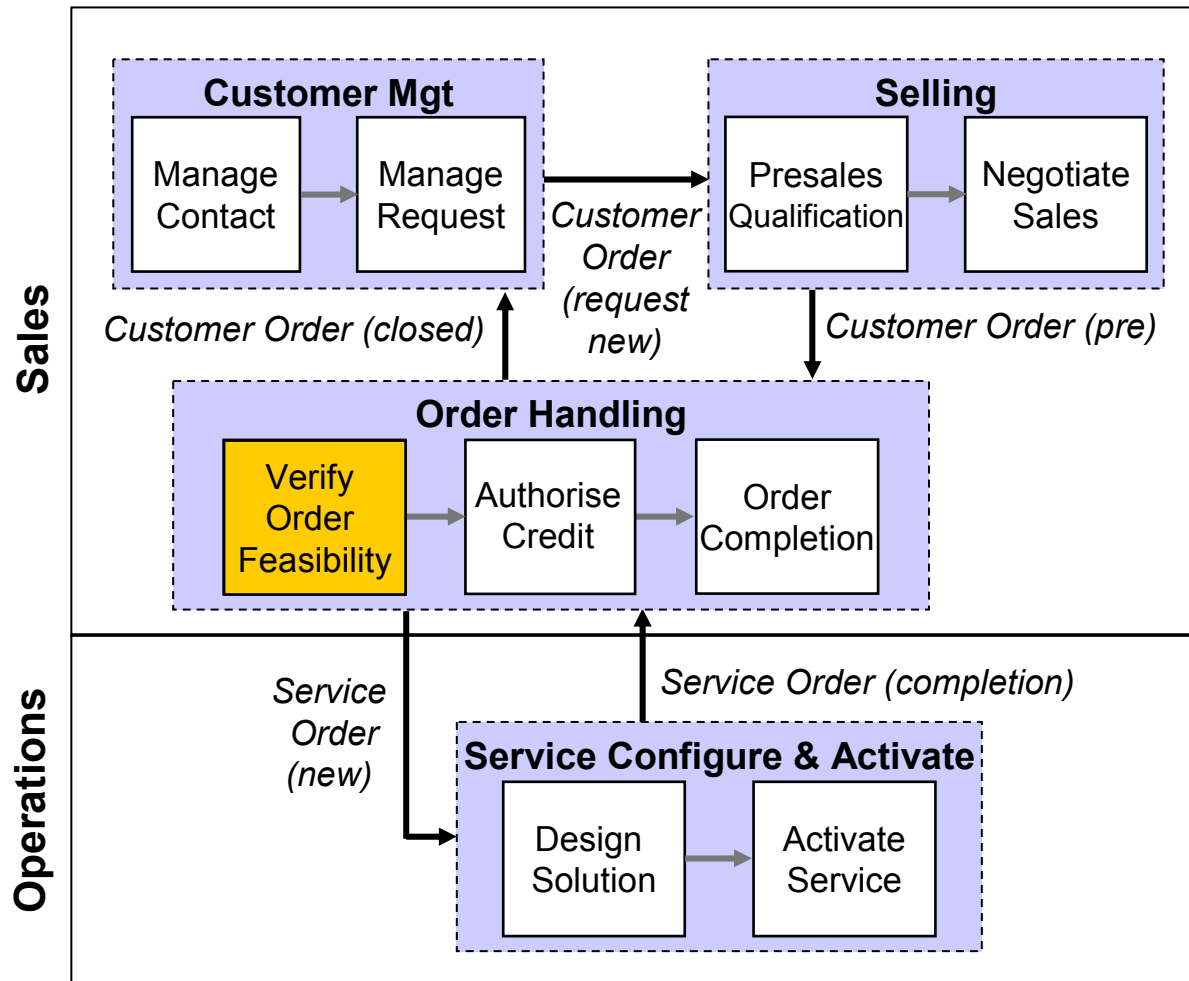 Sales
Customer Mgt
Manage
Contact
Manage
Request
Customer
Order
(request
new)
Selling
Presales
Qualification
Negotiate
Sales
Customer Order (closed)
Customer Order (pre)
Order Handling
Verify
Order
Feasibility
Authorise
Credit
Order
Completion
Operations
Service
Order
(new)
Service Order (completion)
Service Configure & Activate
Design
Solution
Activate
Service